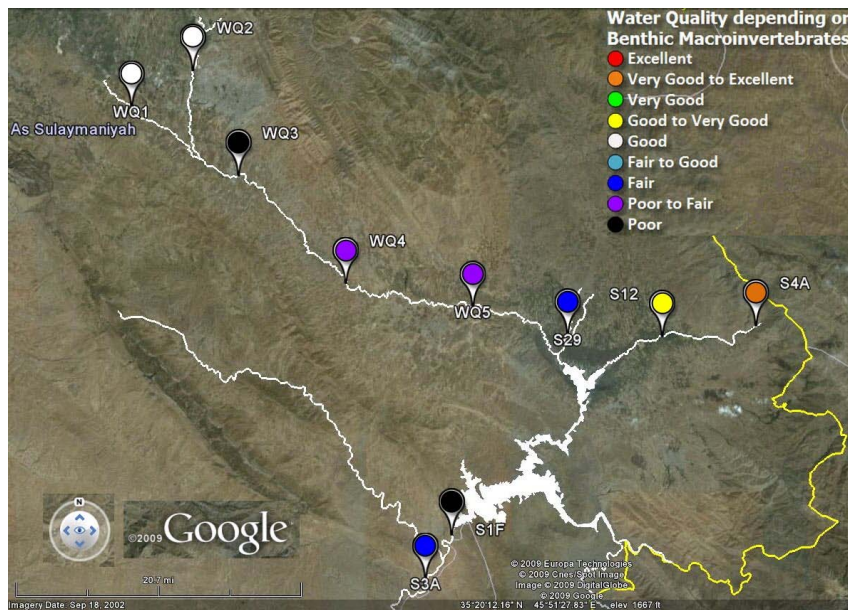 Water Quality depending on
Benthic Macroinvertebrates
Excellent
Very Good to Excellent
Very Good
Good to Very Good
Good
Fair to Good
Fair
Poor to Fair
Poor
WQ2
WQ1
As Sulaymaniyah
WQ3
WQ4
WQ5
S12
S4A
S29
S1F
S3A
N
©2009 Google
20.7 mi
© 2009 Europa Technologies
© 2009 Cnes/Spot Image
Image © 2009 DigitalGlobe
© 2009 Google
Imagery Date: Sep 18, 2002
35°20'12.16" N 45°51'27.83" E elev 1667 ft